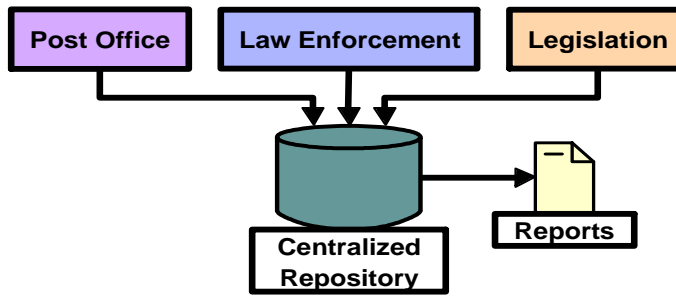 Post Office
Law Enforcement
Legislation
Reports
Centralized
Repository